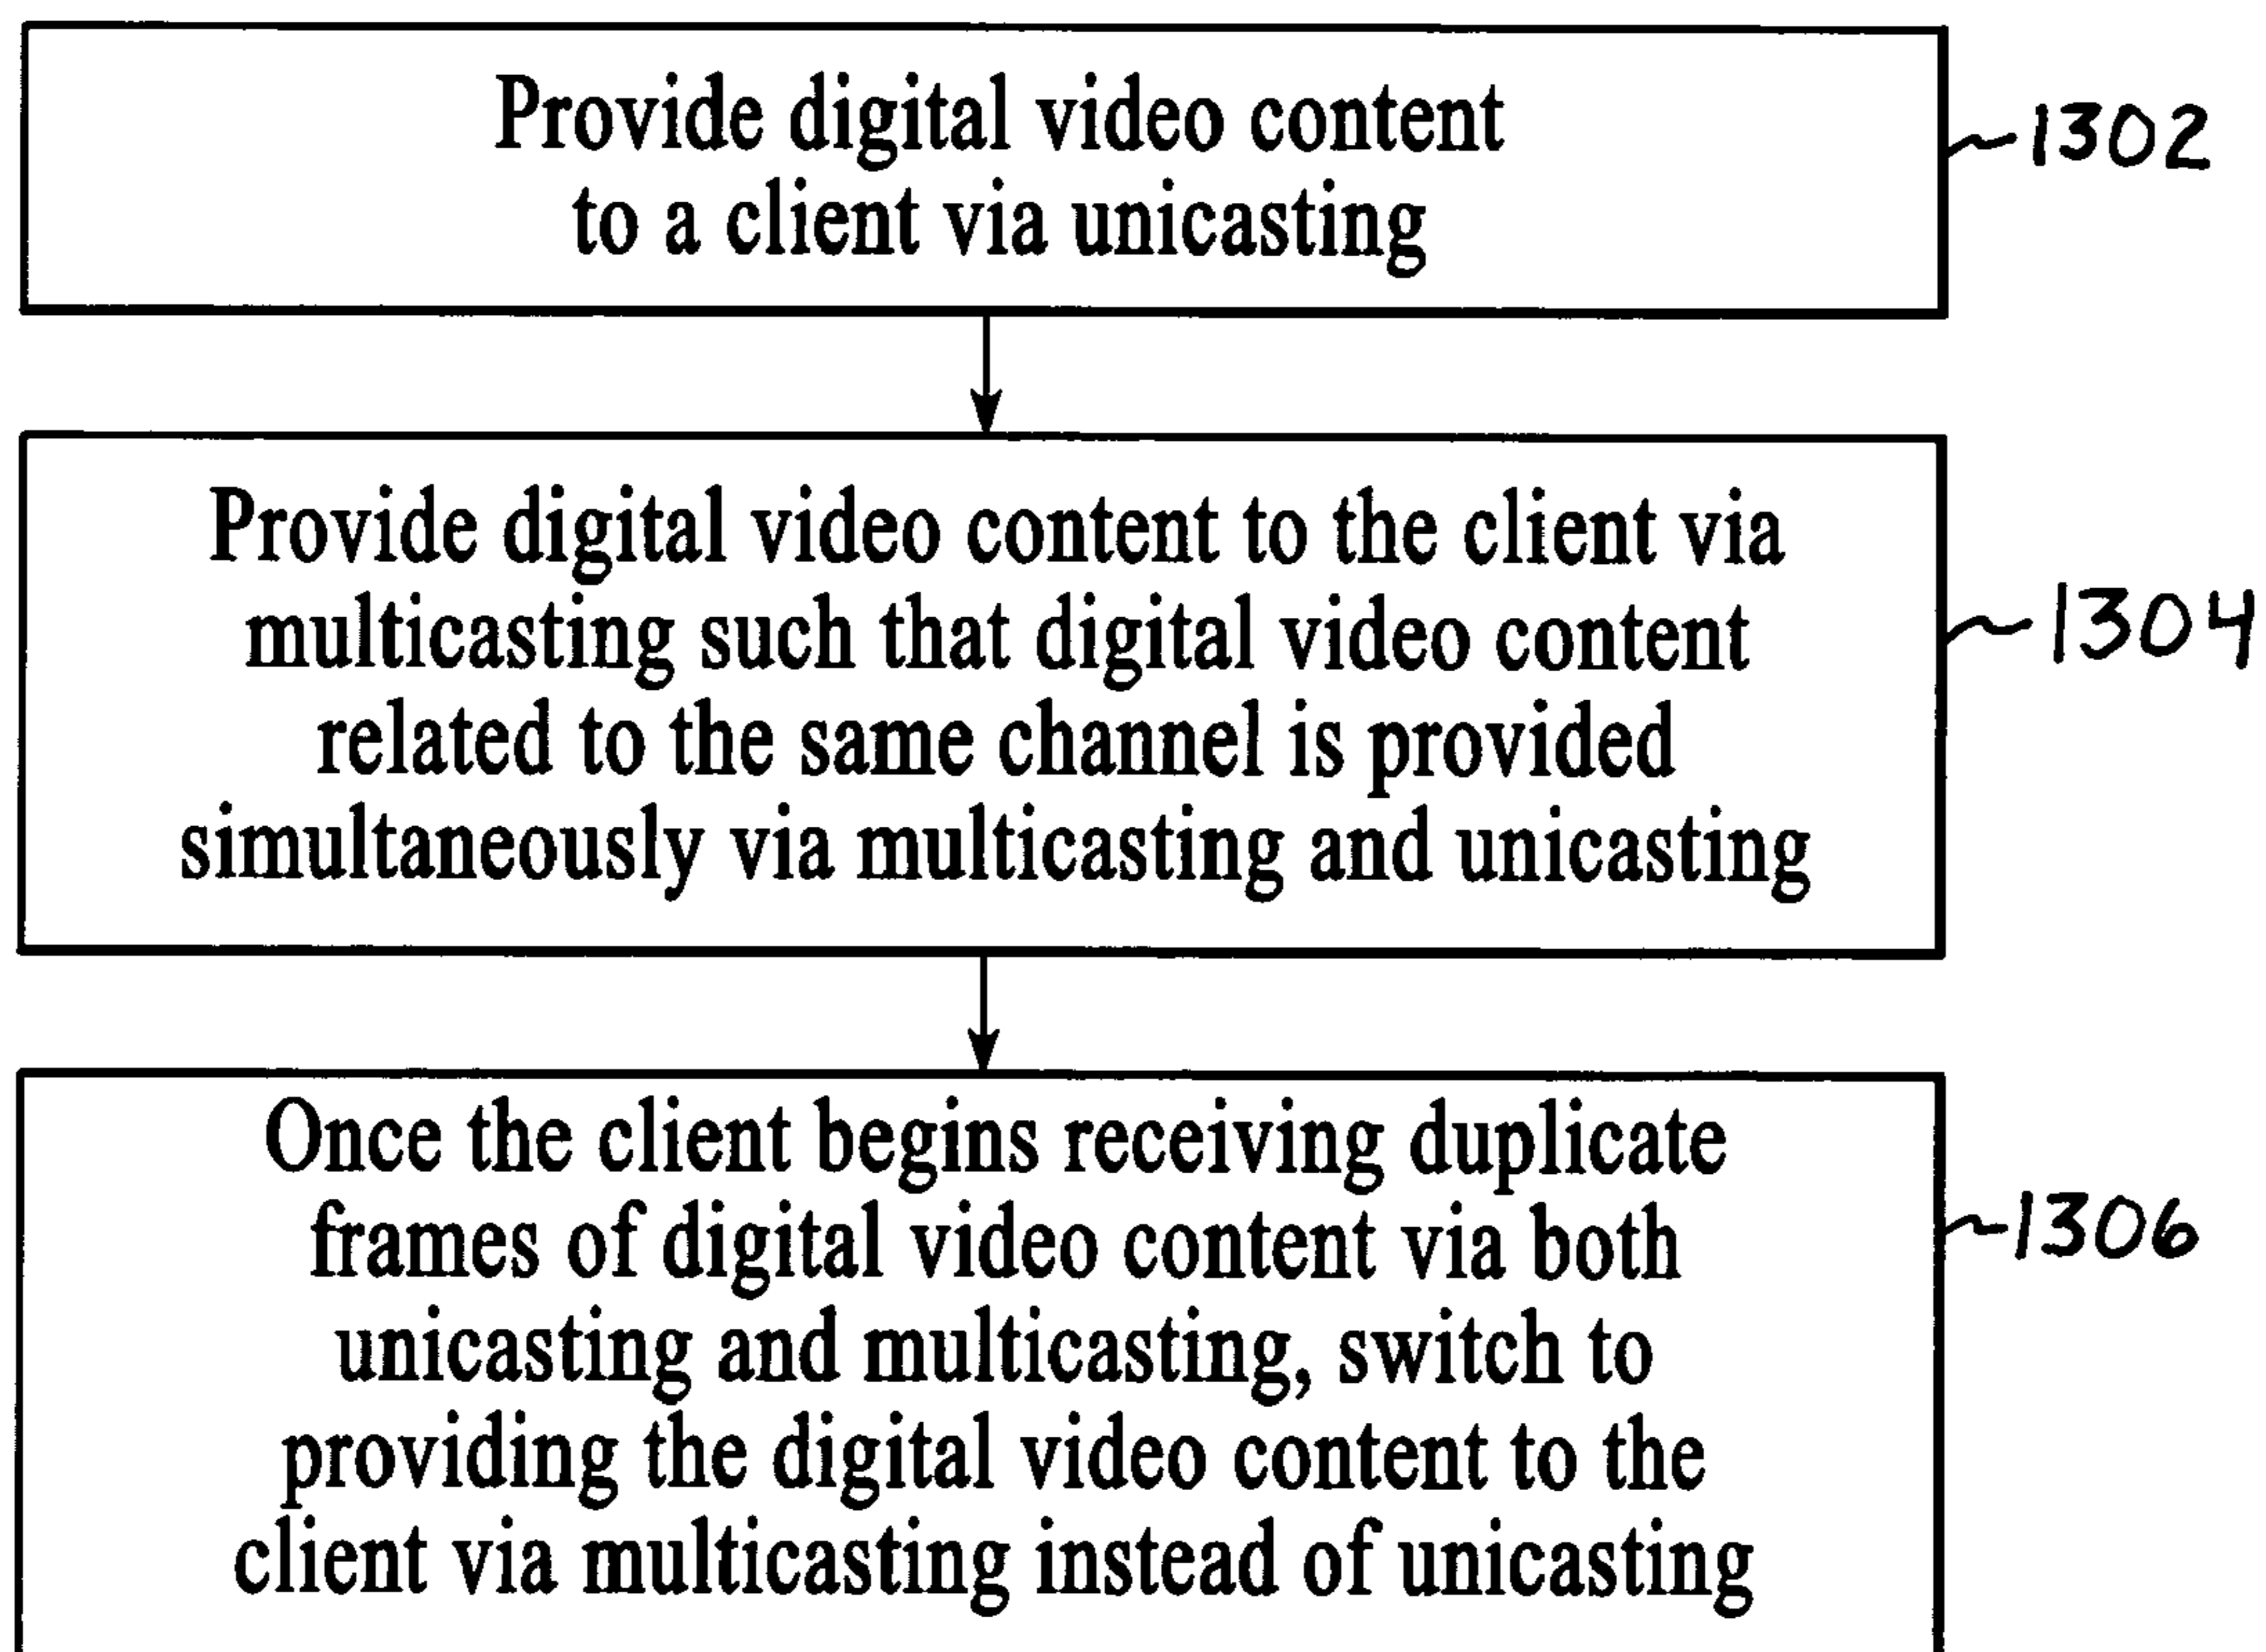 Provide digital video content
to a client via unicasting
1302
Provide digital video content to the client via
multicasting such that digital video content
related to the same channel is provided
simultaneously via multicasting and unicasting
1304
Once the client begins receiving duplicate
frames of digital video content via both
unicasting and multicasting, switch to
providing the digital video content to the
client via multicasting instead of unicasting
1306